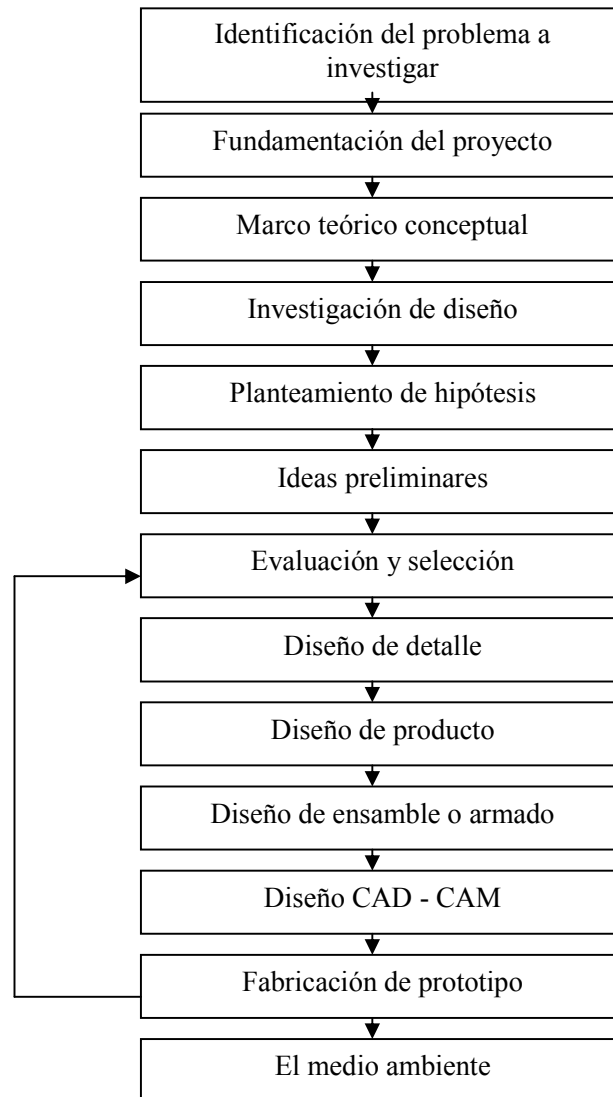 Identificación del problema a
investigar
Fundamentación del proyecto
Marco teórico conceptual
Investigación de diseño
Planteamiento de hipótesis
Ideas preliminares
Evaluación y selección
Diseño de detalle
Diseño de producto
Diseño de ensamble o armado
Diseño CAD - CAM
Fabricación de prototipo
El medio ambiente